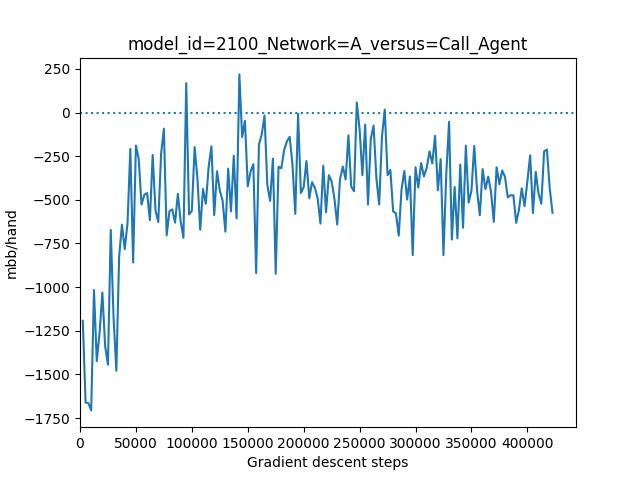 model_id=2100_Network=A_versus=Call_Agent
250
0
−250
−500
−750
−1000
−1250
−1500
−1750
mbb/hand
0 50000 100000 150000 200000 250000 300000 350000 400000
Gradient descent steps